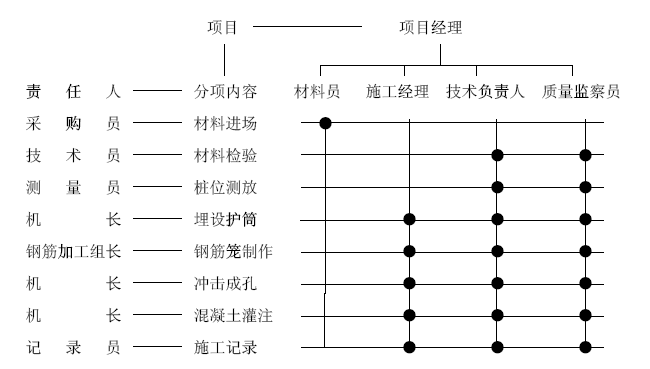 项目 项目经理
责任人 分项内容 材料员 施工经理 技术负责人 质量监察员
采购员 材料进场
技术员 材料检验
测量员 桩位测放
机长 埋设护筒
钢筋加工组长 钢筋笼制作
机长 冲击成孔
机长 混凝土灌注
记录员 施工记录